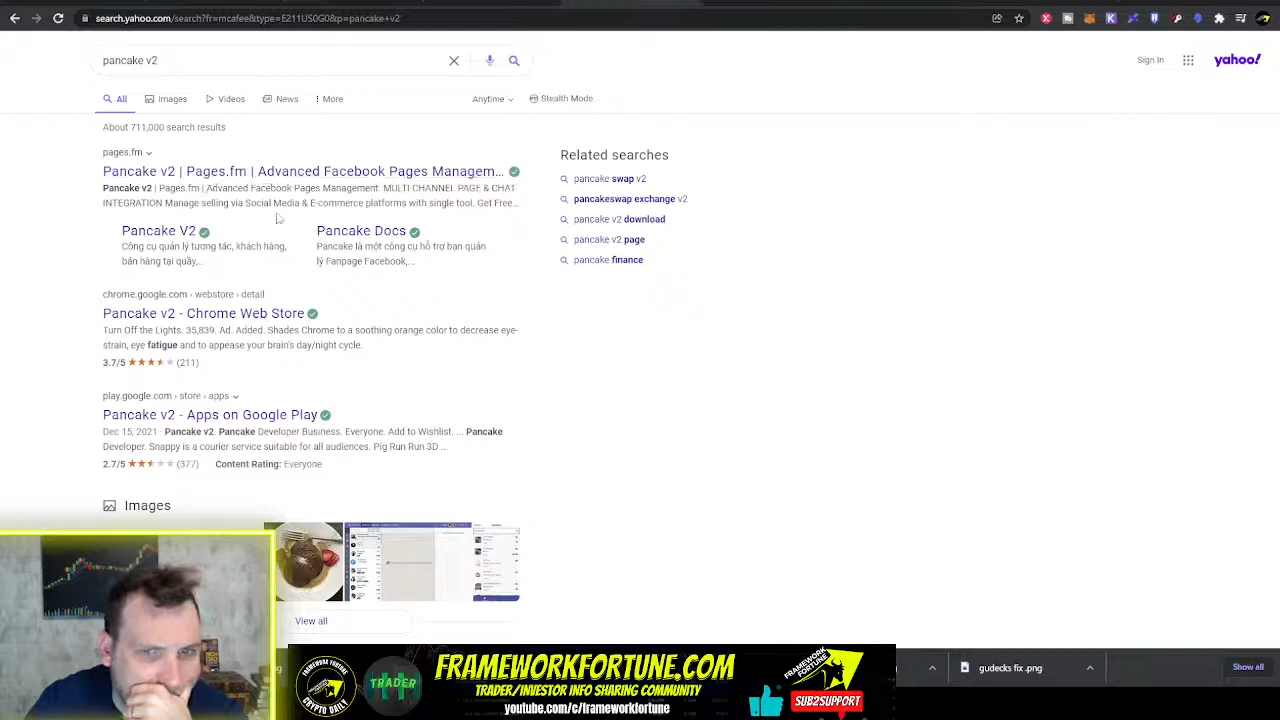 search.yahoo.com/search?fr=mcafee&type=E211US0G0&p=pancake+v2
pancake v2
Sign In
yahoo!
All
Images
Videos
News
More
Anytime
Stealth Mode
About 711,000 search results
pages.fm
Pancake v2 | Pages.fm | Advanced Facebook Pages Managem...
Pancake v2 | Pages.fm | Advanced Facebook Pages Management. MULTI CHANNEL PAGE & CHAT
INTEGRATION Manage selling via Social Media & E-commerce platforms with single tool. Get Free...
Pancake V2
Công cụ quản lý tương tác, khách hàng,
bán hàng tại quầy,...
Pancake Docs
Pancake là một công cụ hỗ trợ bạn quản
lý Fanpage Facebook,...
chrome.google.com › webstore › detail
Pancake v2 - Chrome Web Store
Turn Off the Lights. 35,839. Ad. Added. Shades Chrome to a soothing orange color to decrease eye-
strain, eye fatigue and to appease your brain's day/night cycle.
3.7/5
(211)
play.google.com › store › apps
Pancake v2 - Apps on Google Play
Dec 15, 2021 · Pancake v2. Pancake Developer Business. Everyone. Add to Wishlist. ... Pancake
Developer. Snappy is a courier service suitable for all audiences. Pig Run Run 3D ...
2.7/5
(377)
Content Rating: Everyone
Images
View all
Related searches
pancake swap v2
pancakeswap exchange v2
pancake v2 download
pancake v2 page
pancake finance
FRAMEWORK FORTUNE
CRYPTO DAILY
TRADER
FRAMEWORKFORTUNE.COM
TRADER/INVESTOR INFO SHARING COMMUNITY
youtube.com/c/frameworkfortune
FRAMEWORK
FORTUNE
SUB2SUPPORT
gudecks fix .png
Show all